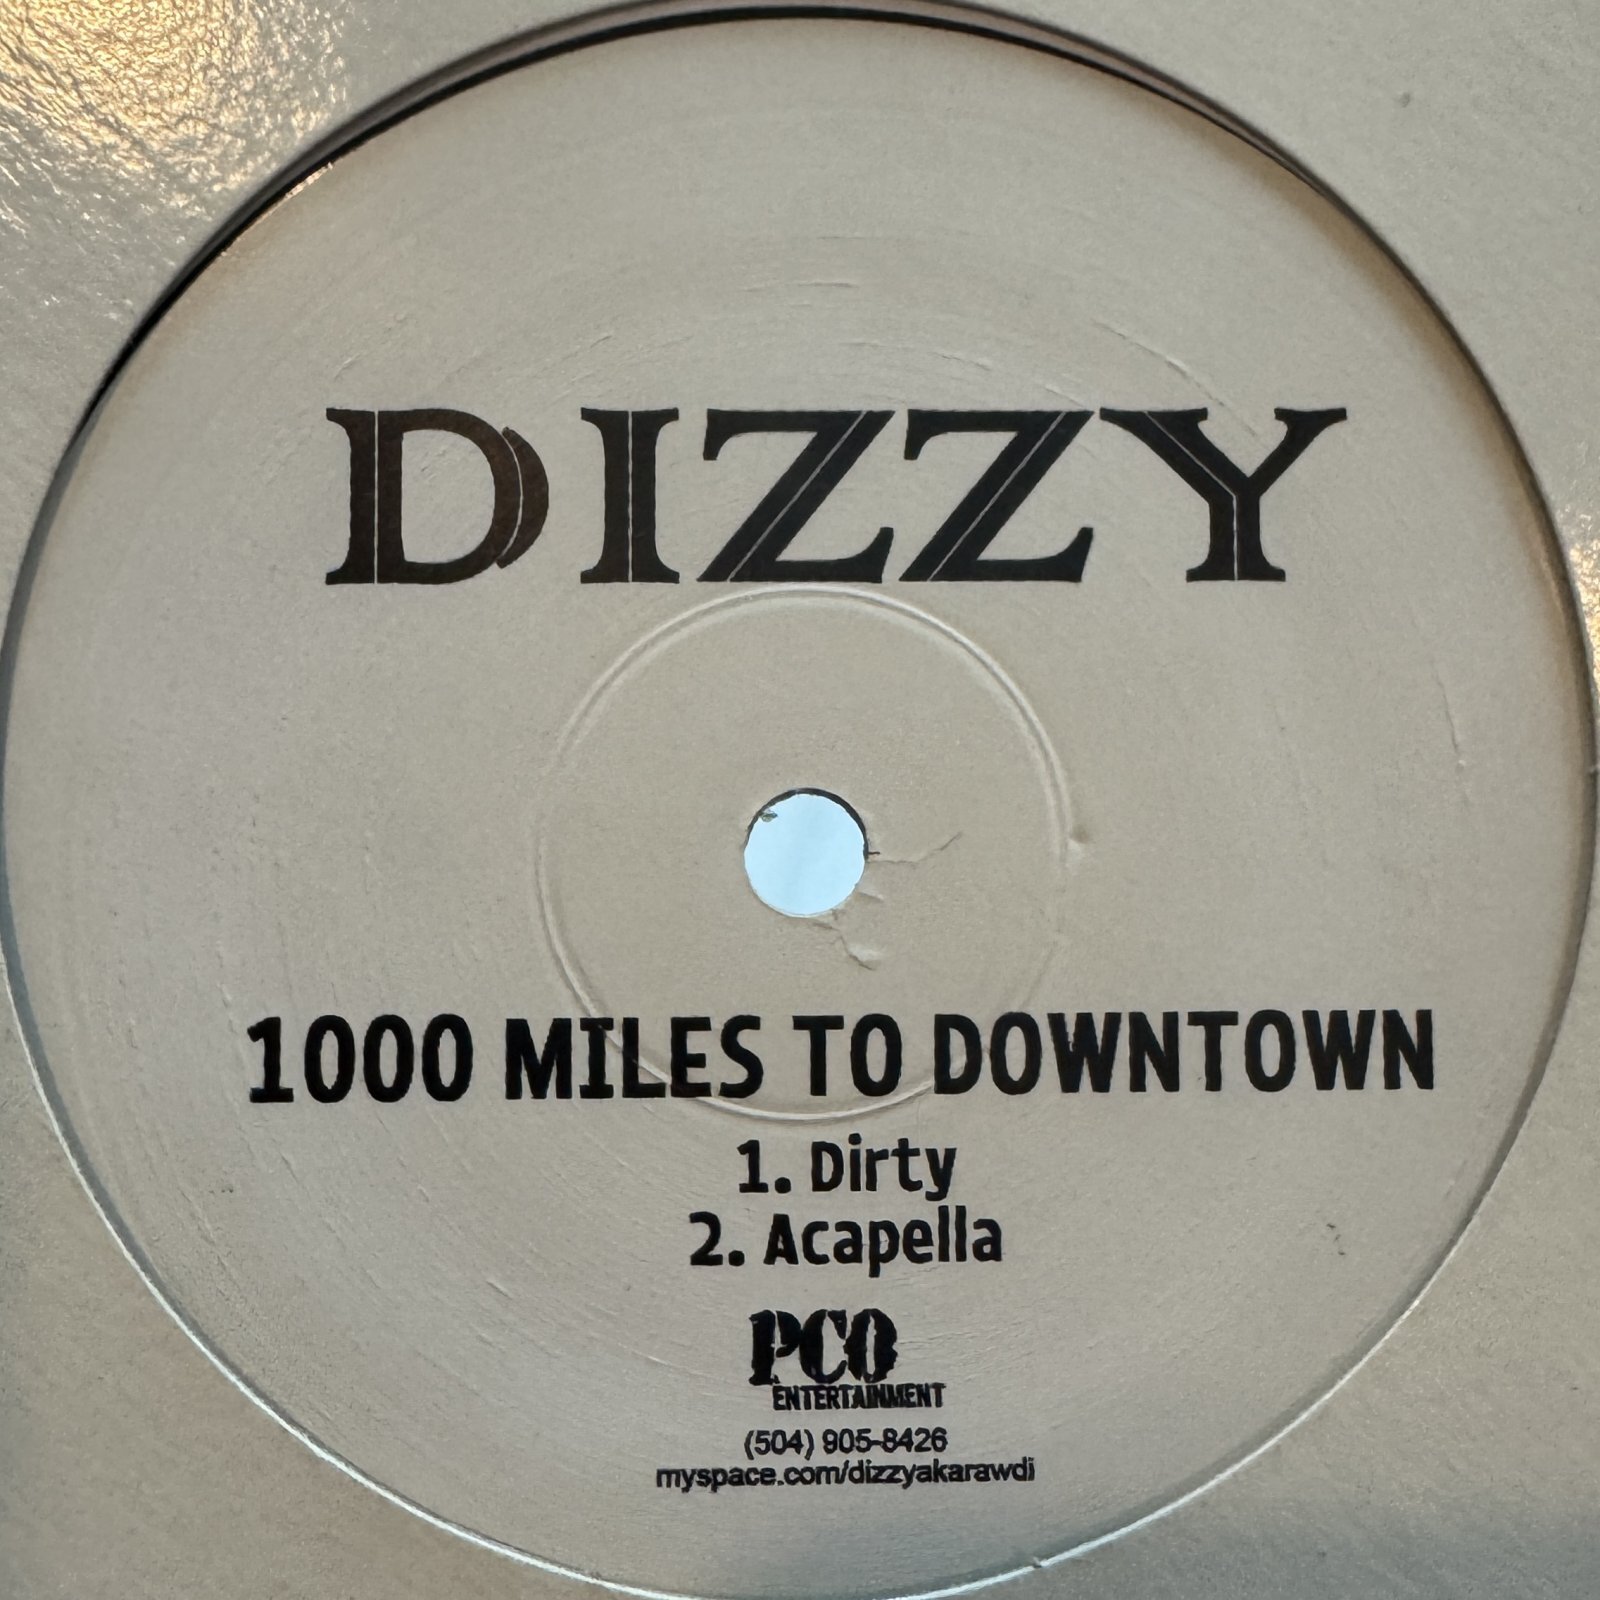 DIZZY
1000 MILES TO DOWNTOWN
1. Dirty
2. Acapella
PCO
ENTERTAINMENT
(504) 905-8426
myspace.com/dizzyakarawdi